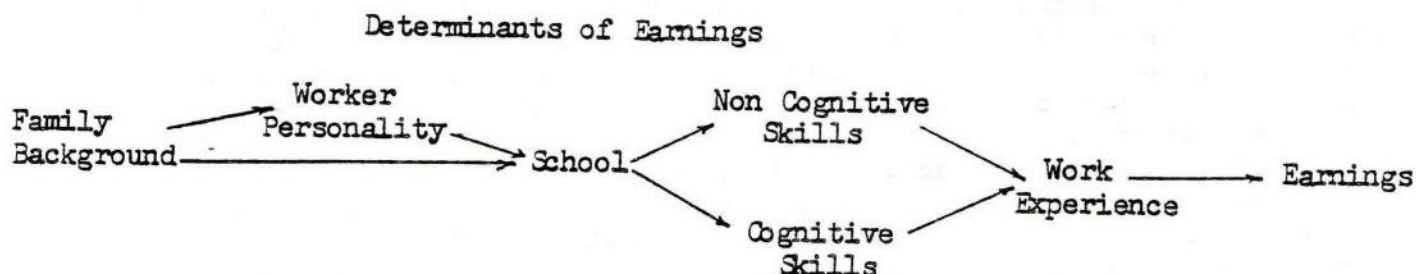 Determinants of Earnings
Family
Background
Worker
Personality
School
Non Cognitive
Skills
Cognitive
Skills
Work
Experience
Earnings